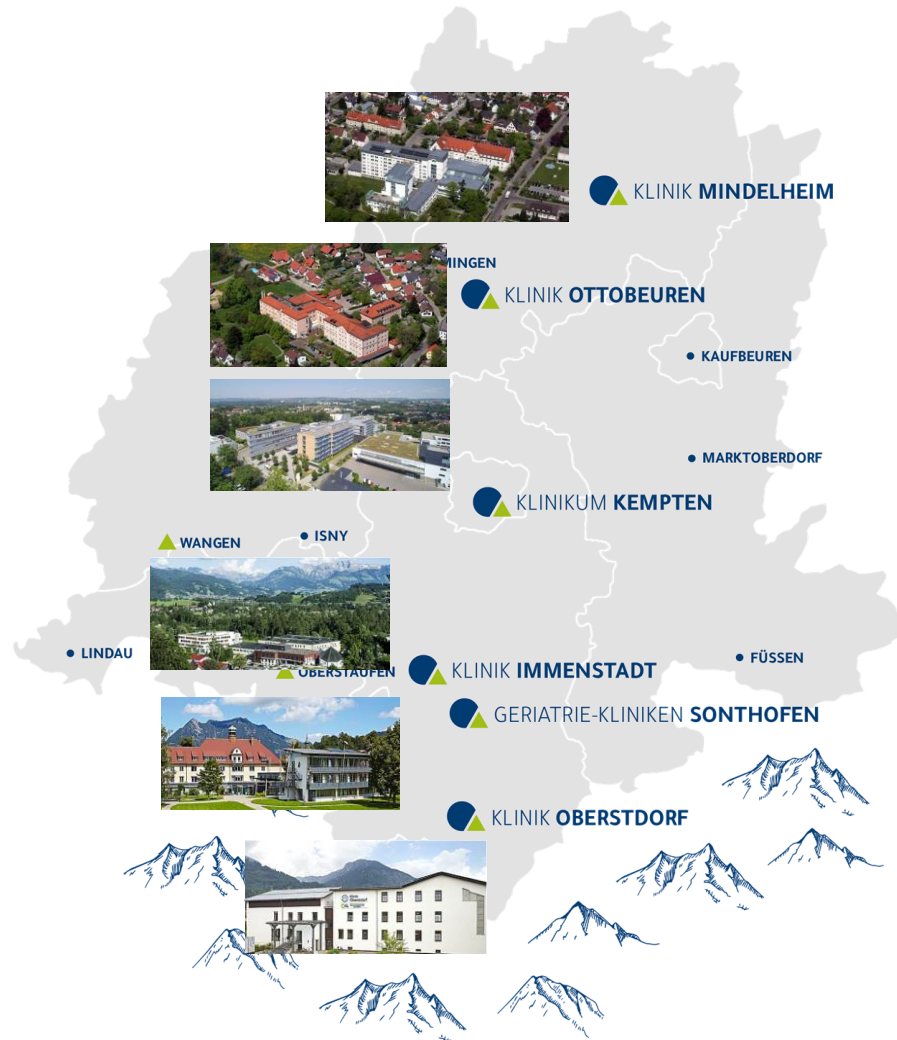 KLINIK MINDELHEIM
MINGEN
KLINIK OTTOBEUREN
KAUFBEUREN
MARKTOBERDORF
KLINIKUM KEMPTEN
ISNY
WANGEN
LINDAU
FÜSSEN
OBERSTAUFEN
KLINIK IMMENSTADT
GERIATRIE-KLINIKEN SONTHOFEN
KLINIK OBERSTDORF